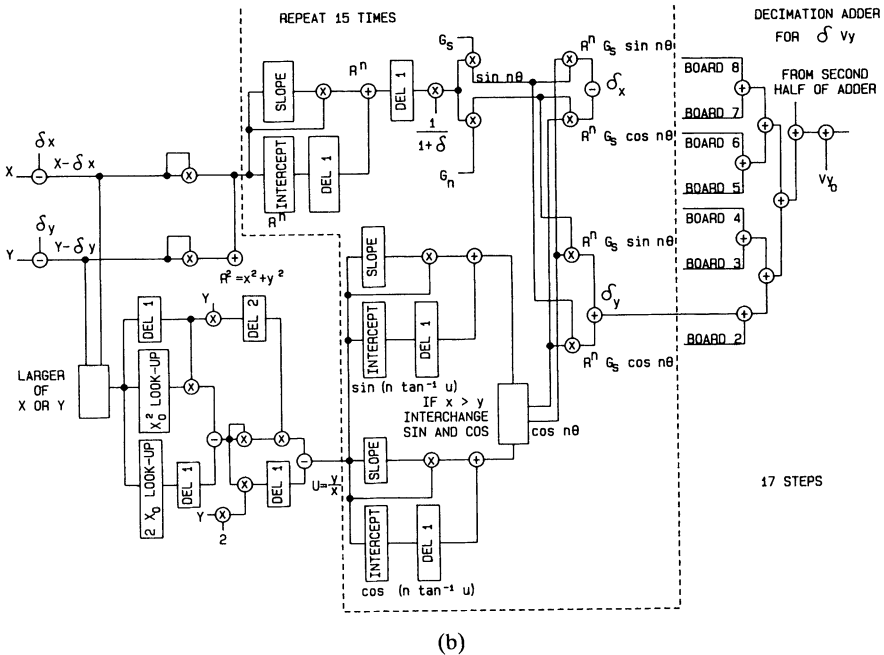 REPEAT 15 TIMES
DECIMATION ADDER
FOR δ Vy
FROM SECOND
HALF OF ADDER
SLOPE
R^n
DEL 1
1
1+δ
G_s
G_n
sin nθ
R^n G_s sin nθ
δ_x
R^n G_s cos nθ
INTERCEPT
R^n
DEL 1
BOARD 8
BOARD 7
BOARD 6
BOARD 5
BOARD 4
BOARD 3
BOARD 2
Vy_0
δx
X
X-δx
δy
Y
Y-δy
R^2=x^2+y^2
SLOPE
INTERCEPT
DEL 1
sin (n tan^-1 u)
R^n G_s sin nθ
δ_y
R^n G_s cos nθ
IF x > y
INTERCHANGE
SIN AND COS
cos nθ
LARGER
OF
X OR Y
DEL 1
X_0^2 LOOK-UP
2 X_0 LOOK-UP
DEL 1
Y
DEL 2
Y
2
DEL 1
U=y/x
SLOPE
INTERCEPT
DEL 1
cos (n tan^-1 u)
17 STEPS
(b)